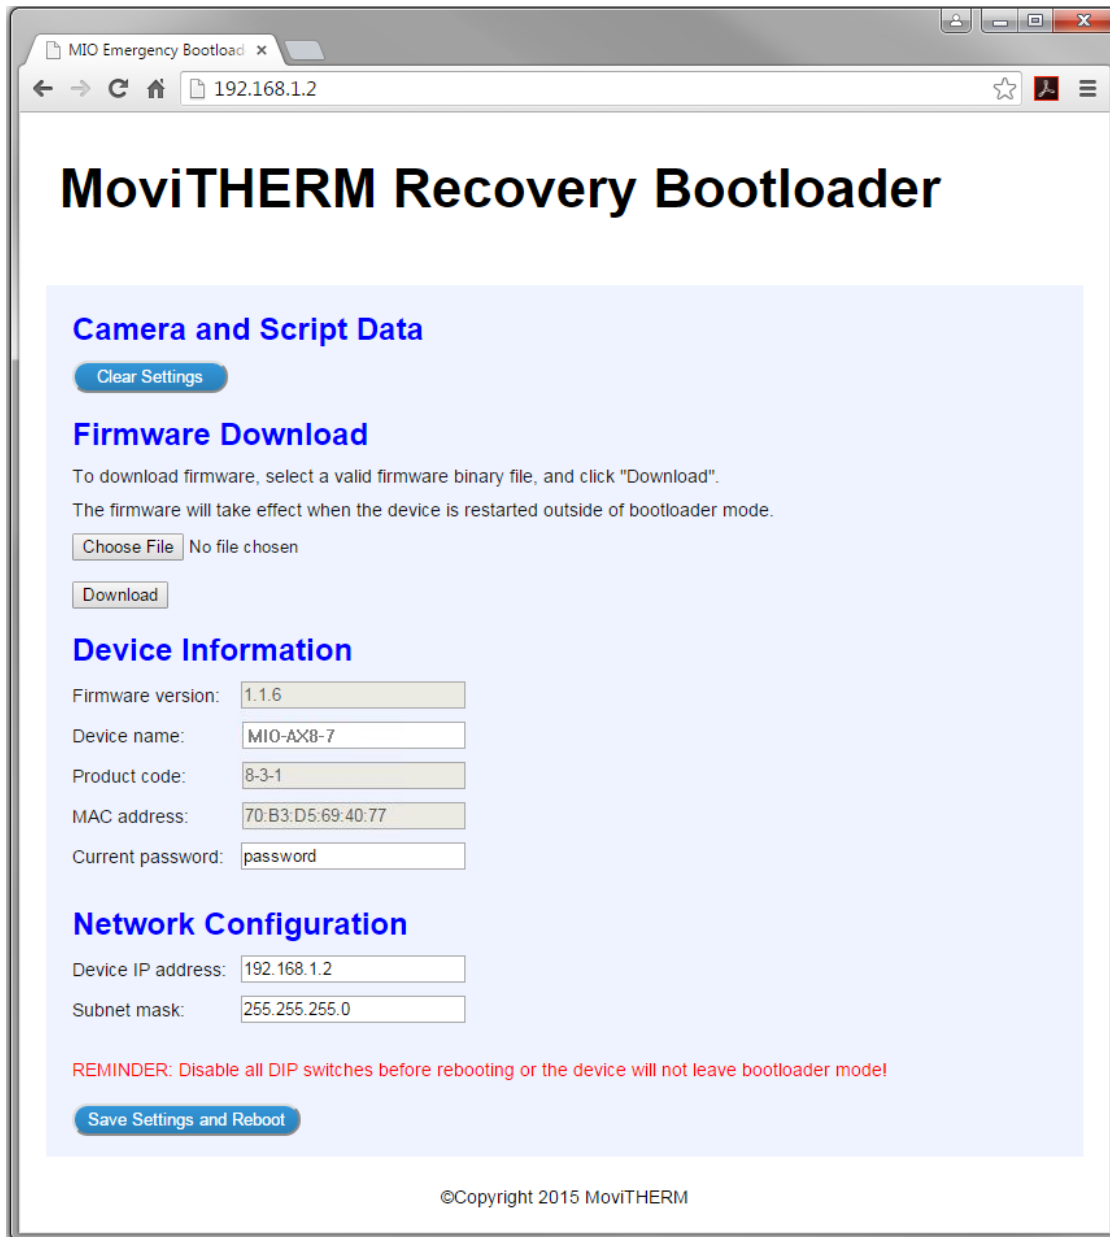 MIO Emergency Bootload
192.168.1.2
MoviTHERM Recovery Bootloader
Camera and Script Data
Clear Settings
Firmware Download
To download firmware, select a valid firmware binary file, and click "Download".
The firmware will take effect when the device is restarted outside of bootloader mode.
Choose File No file chosen
Download
Device Information
Firmware version: 1.1.6
Device name: MIO-AX8-7
Product code: 8-3-1
MAC address: 70:B3:D5:69:40:77
Current password: password
Network Configuration
Device IP address: 192.168.1.2
Subnet mask: 255.255.255.0
REMINDER: Disable all DIP switches before rebooting or the device will not leave bootloader mode!
Save Settings and Reboot
©Copyright 2015 MoviTHERM